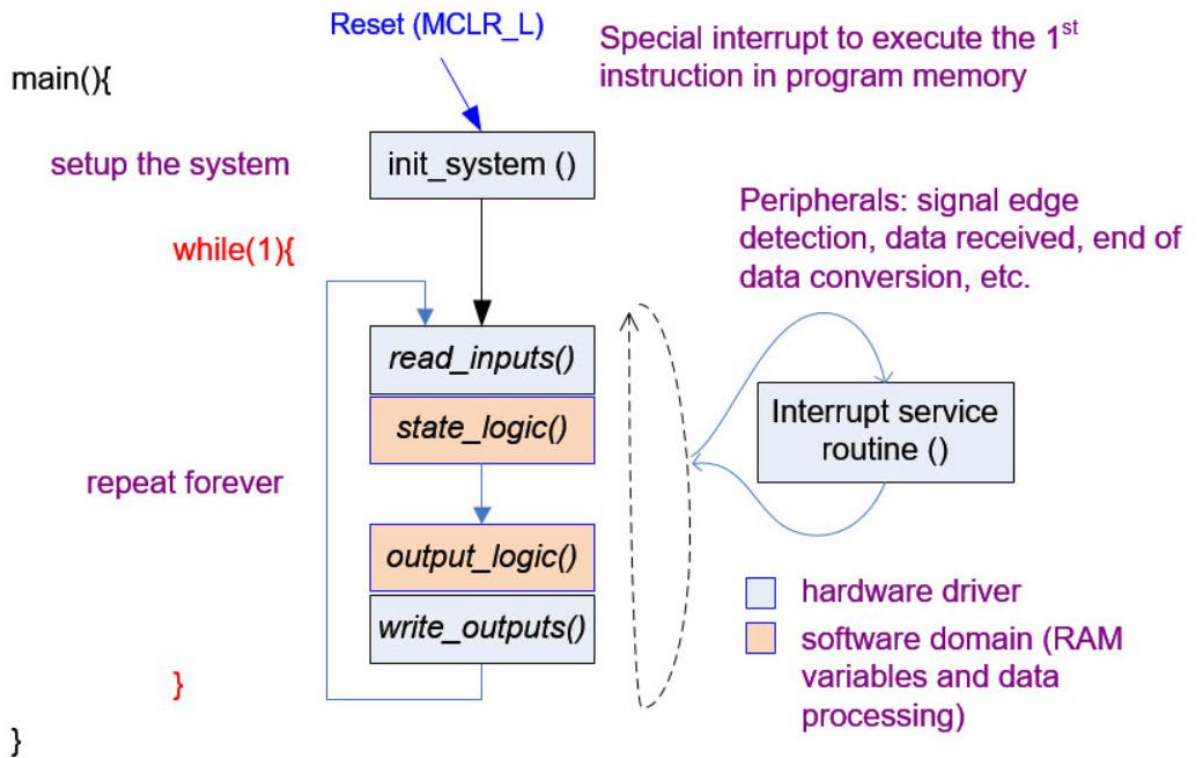 Reset (MCLR_L)
Special interrupt to execute the 1st
instruction in program memory
main(){
setup the system
init_system ()
while(1){
Peripherals: signal edge
detection, data received, end of
data conversion, etc.
read_inputs()
state_logic()
Interrupt service
routine ()
repeat forever
output_logic()
write_outputs()
hardware driver
software domain (RAM
variables and data
processing)
}
}